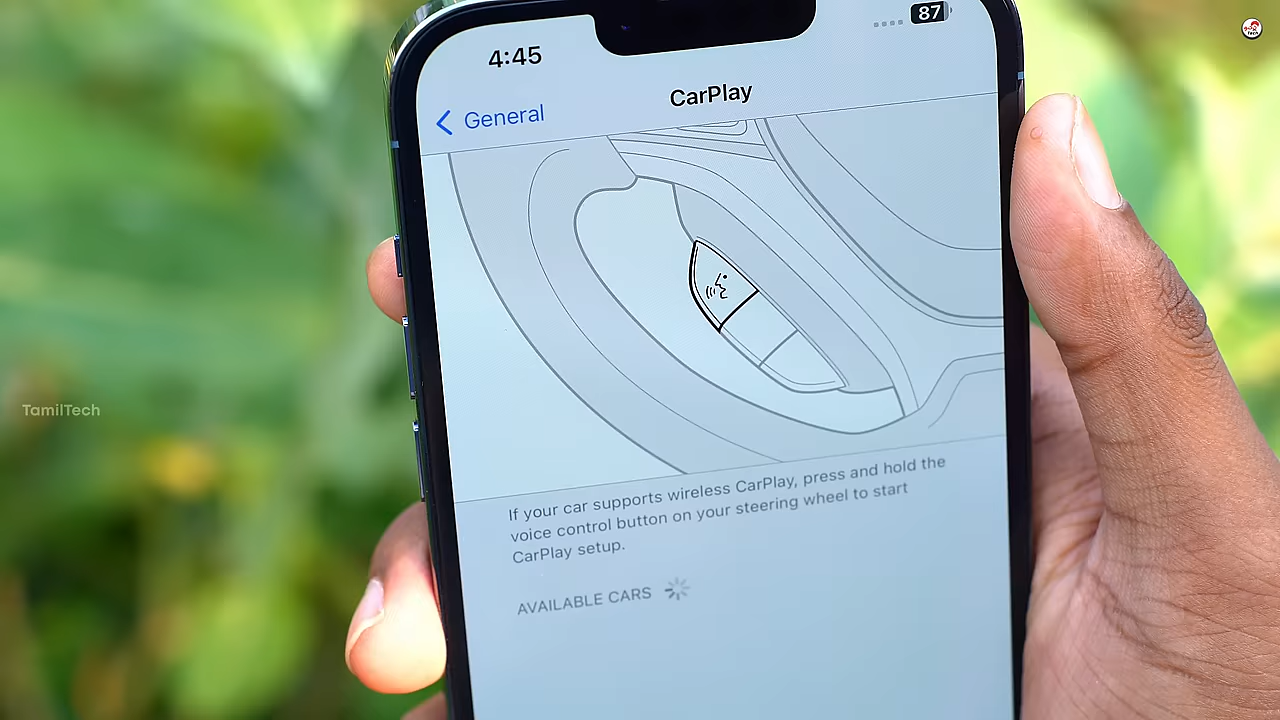 4:45
87
General
CarPlay
If your car supports wireless CarPlay, press and hold the
voice control button on your steering wheel to start
CarPlay setup.
AVAILABLE CARS
TamilTech